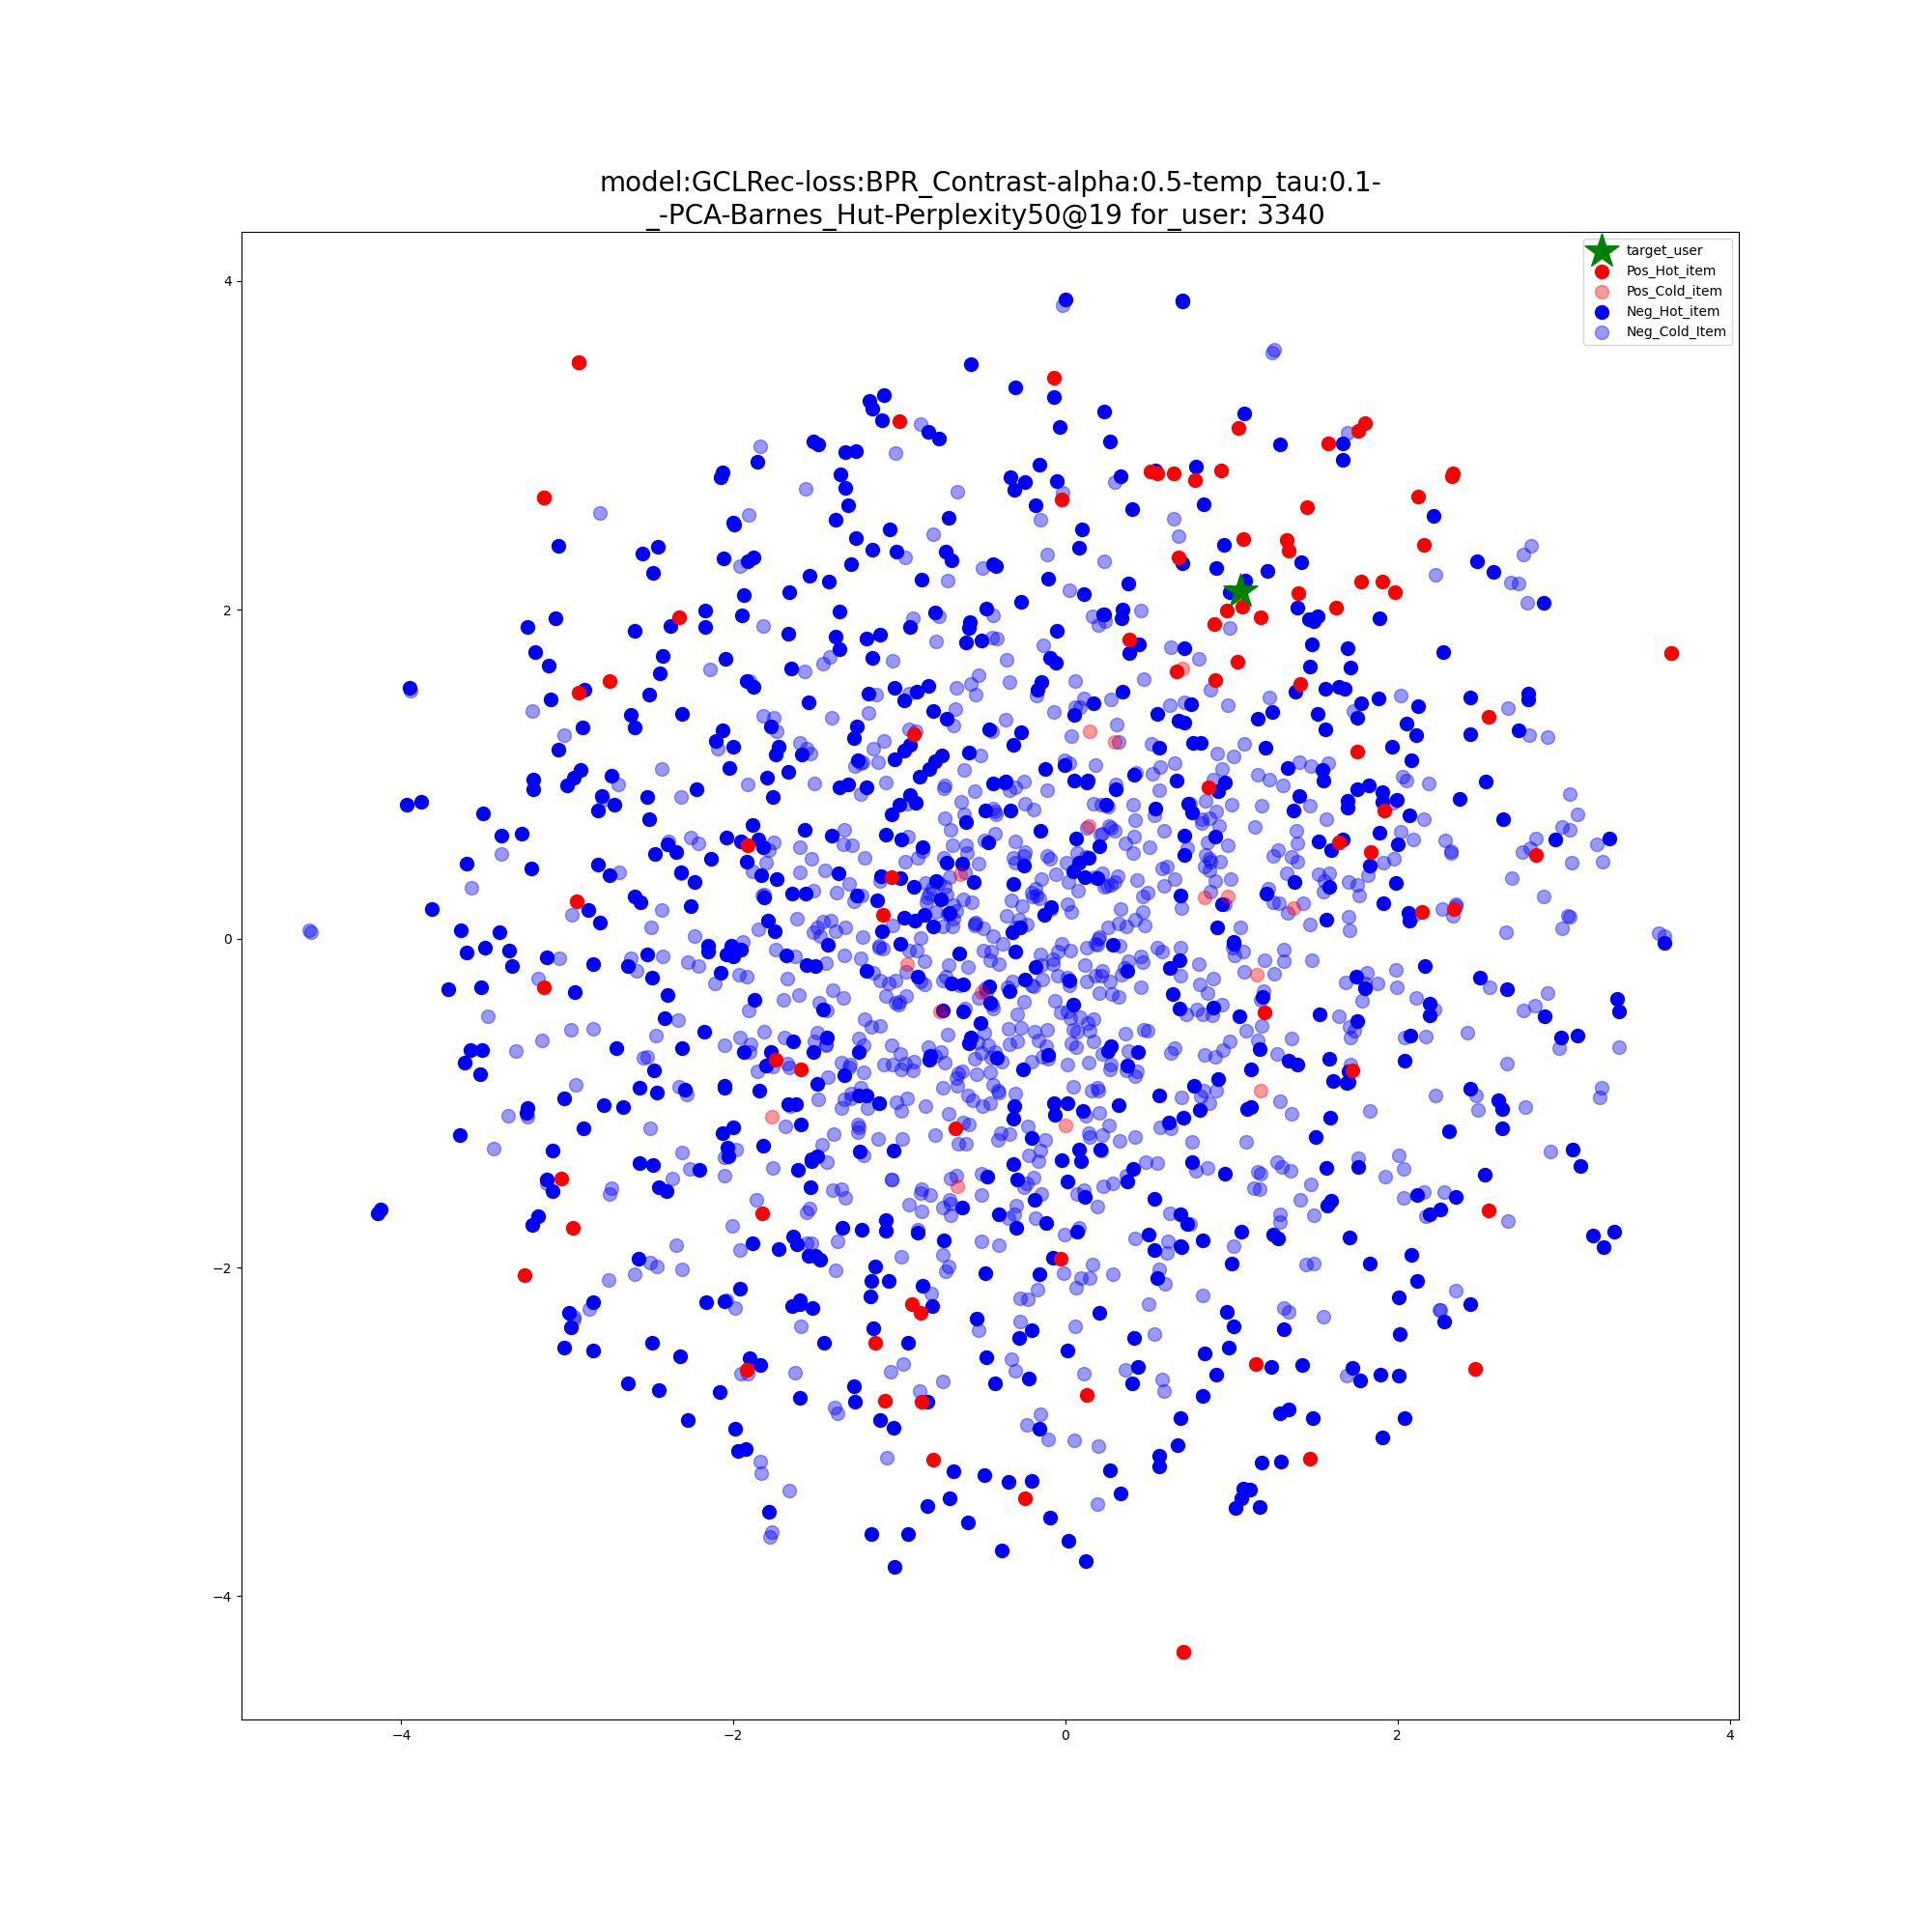 model:GCLRec-loss:BPR_Contrast-alpha:0.5-temp_tau:0.1-
_-PCA-Barnes_Hut-Perplexity50@19 for_user: 3340
target_user
Pos_Hot_item
Pos_Cold_item
Neg_Hot_item
Neg_Cold_Item
4
2
0
−2
−4
−4
−2
0
2
4